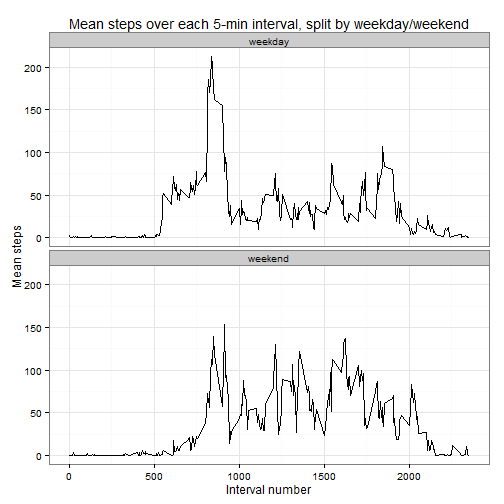 Mean steps over each 5-min interval, split by weekday/weekend
weekday
200
150
100
50
0
Mean steps
weekend
200
150
100
50
0
0 500 1000 1500 2000
Interval number